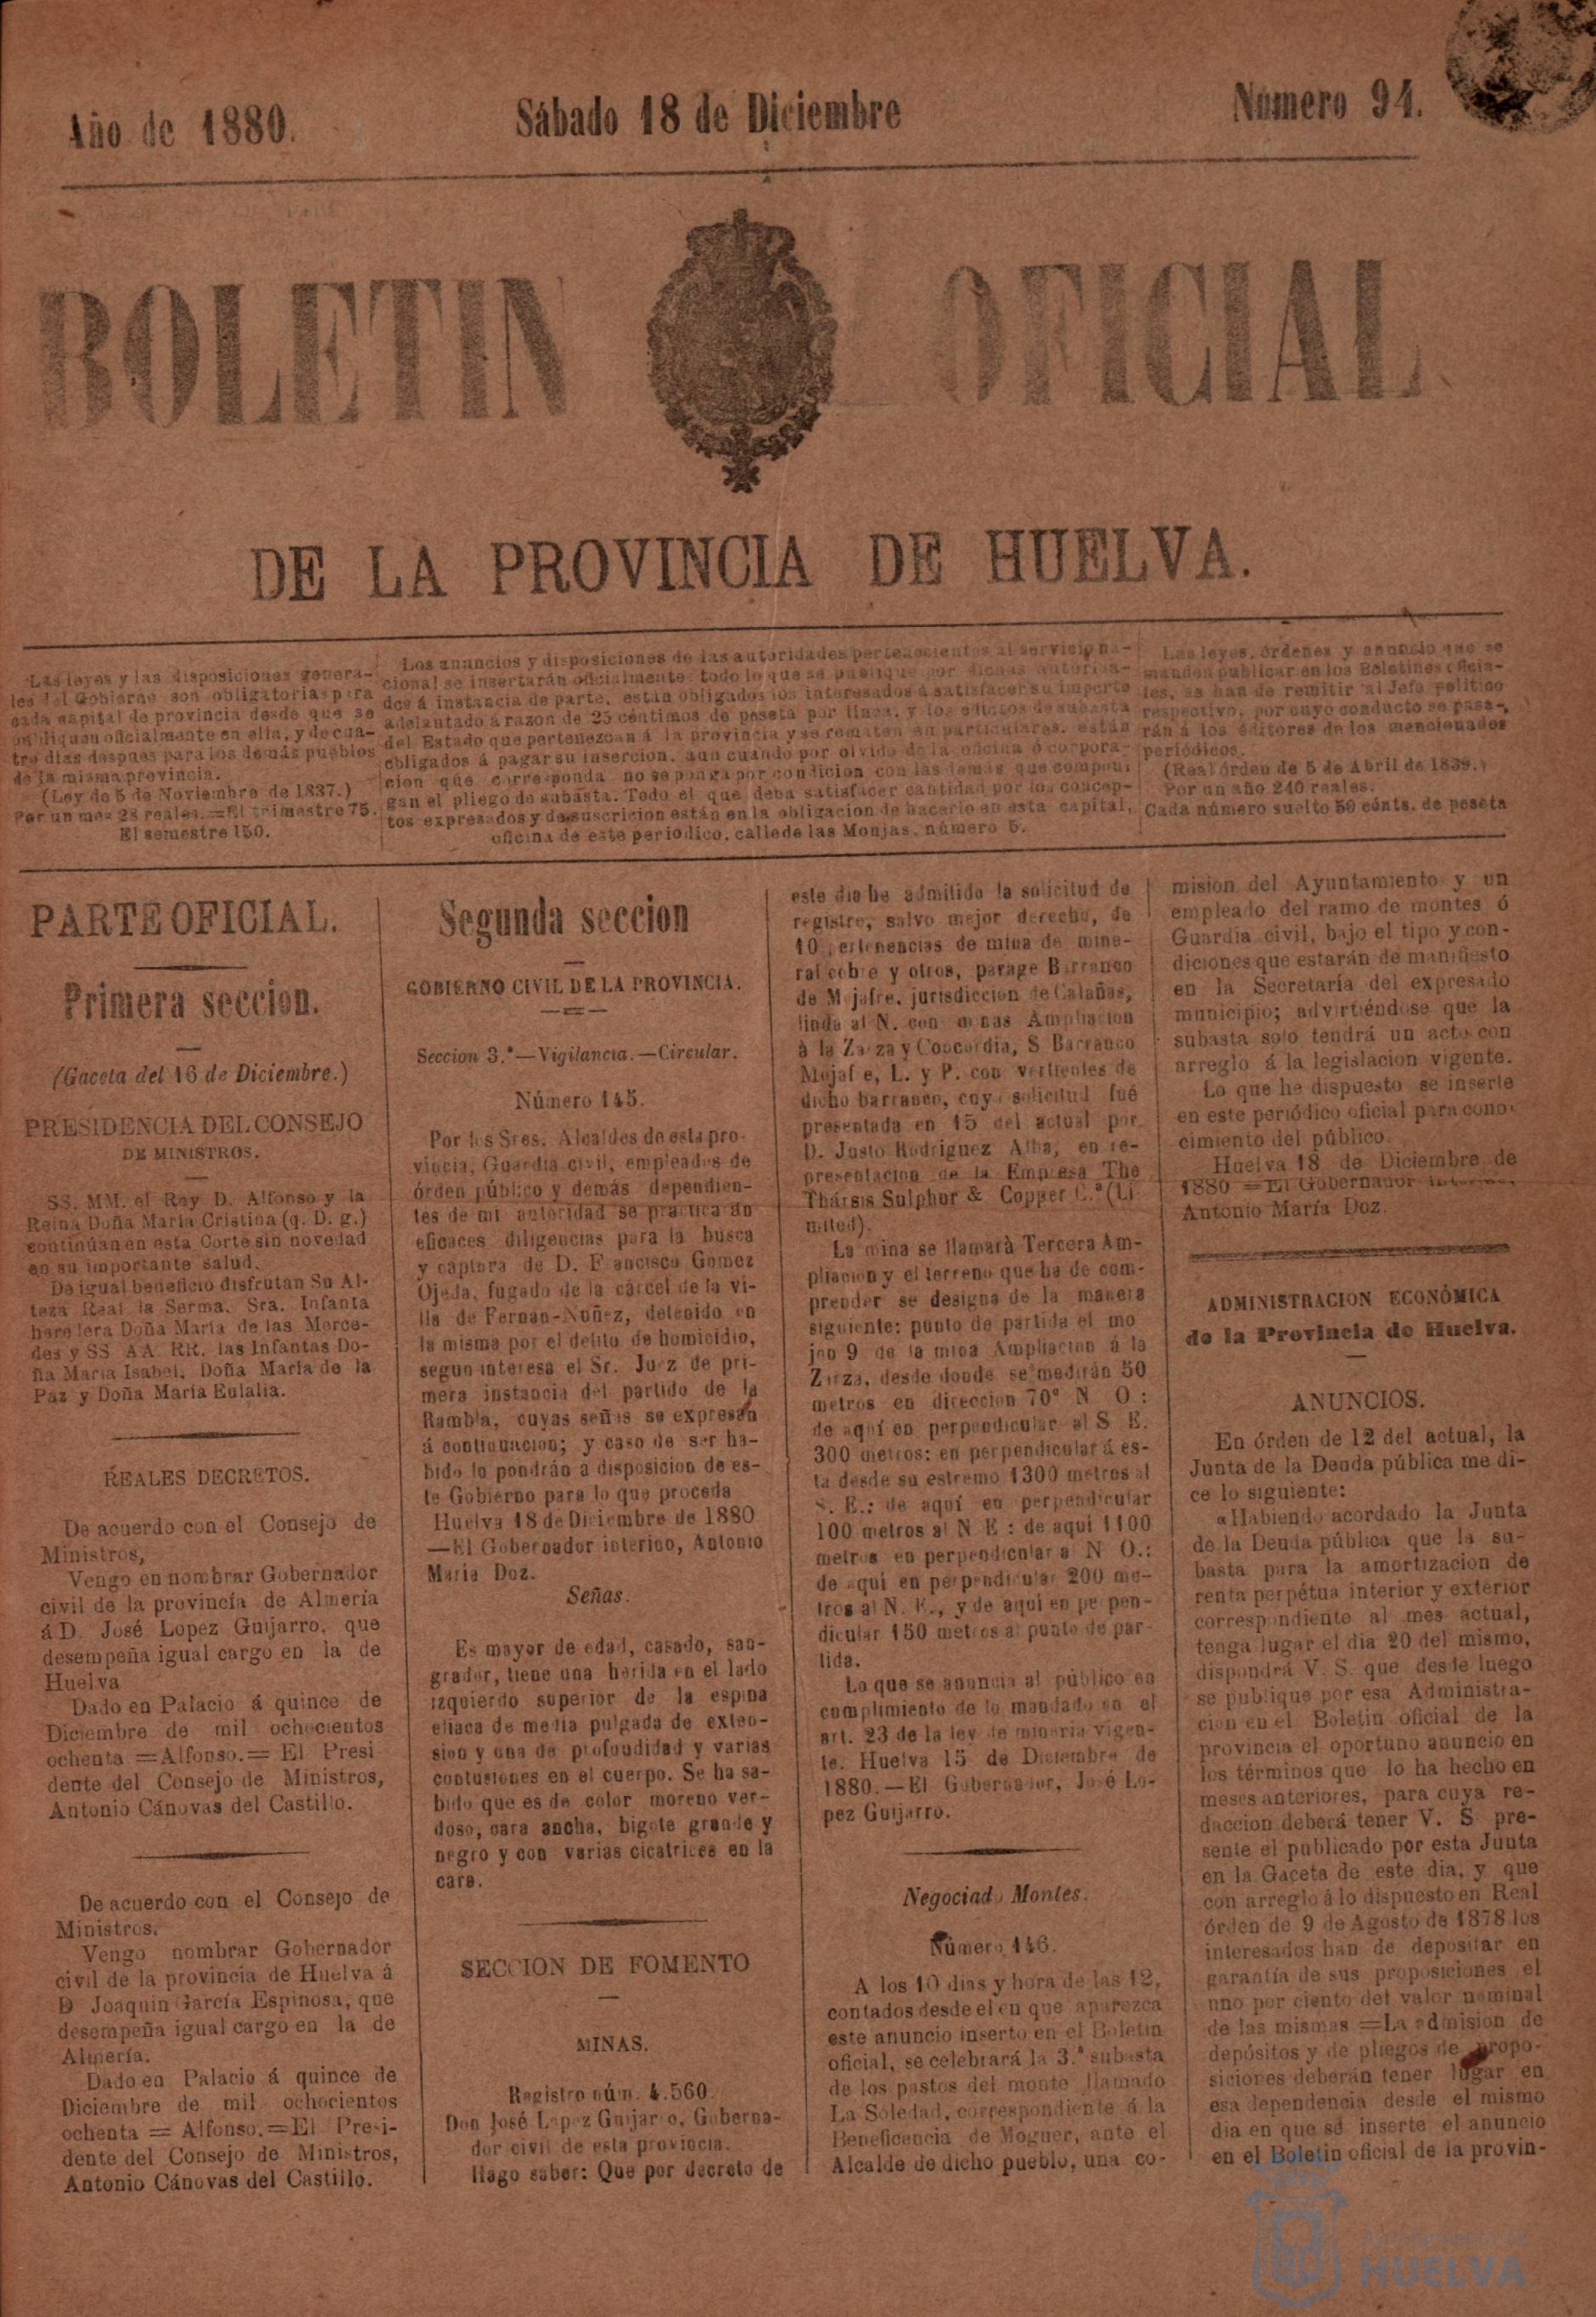 Año de 1880.
Sábado 18 de Diciembre
Número 94.
BOLETIN OFICIAL
DE LA PROVINCIA DE HUELVA.
Las leyes y las disposiciones genera-
les del Gobierno son obligatorias para
cada capital de provincia desde que se
publiquen oficialmente en ella, y de cua-
tro dias despues para los demás pueblos
de la misma provincia.
(Ley de 5 de Noviembre de 1837.)
Por un mes 28 reales.=El trimestre 75.
El semestre 150.
Los anuncios y disposiciones de las autoridades pertenecientes al servicio na-
cional se insertarán oficialmente: todo lo que se publique por dichas autorida-
des á instancia de parte, están obligados los interesados á satisfacer su importe
adelantado á razon de 25 céntimos de peseta por línea, y los edictos de subasta
del Estado que pertenezcan á la provincia y se rematen en particulares, están
obligados á pagar su insercion, aun cuando por olvido de la oficina ó corpora-
cion que corresponda no se ponga por condicion con las demás que compon
gan el pliego de subasta. Todo el que deba satisfacer cantidad por los concep-
tos expresados y de suscricion están en la obligacion de hacerlo en esta capital,
oficina de este periodico, calle de las Monjas, número 5.
Las leyes, órdenes y anuncio que se
manden publicar en los Boletines oficia-
les, se han de remitir al Jefe político
respectivo, por cuyo conducto se pasa-
rán á los editores de los mencionados
periódicos.
(Real órden de 5 de Abril de 1839.)
Por un año 240 reales.
Cada número suelto 50 cénts. de peseta
PARTE OFICIAL.
Primera seccion.
(Gaceta del 16 de Diciembre.)
PRESIDENCIA DEL CONSEJO
DE MINISTROS.
SS. MM. el Rey D. Alfonso y la
Reina Doña María Cristina (q. D. g.)
continúan en esta Corte sin novedad
en su importante salud.
De igual beneficio disfrutan Su Al-
teza Real la Serma. Sra. Infanta
heredera Doña María de las Merce-
des y SS AA. RR. las Infantas Do-
ña María Isabel, Doña María de la
Paz y Doña María Eulalia.
REALES DECRETOS.
De acuerdo con el Consejo de
Ministros,
Vengo en nombrar Gobernador
civil de la provincia de Almería
á D. José Lopez Guijarro, que
desempeña igual cargo en la de
Huelva
Dado en Palacio á quince de
Diciembre de mil ochocientos
ochenta =Alfonso.= El Presi
dente del Consejo de Ministros,
Antonio Cánovas del Castillo.
De acuerdo con el Consejo de
Ministros,
Vengo nombrar Gobernador
civil de la provincia de Huelva á
D Joaquin García Espinosa, que
desempeña igual cargo en la de
Almería.
Dado en Palacio á quince de
Diciembre de mil ochocientos
ochenta = Alfonso.=El Presi-
dente del Consejo de Ministros,
Antonio Cánovas del Castillo.
Segunda seccion
GOBIERNO CIVIL DE LA PROVINCIA.
Seccion 3.ª—Vigilancia.—Circular.
Número 145.
Por los Sres. Alcaldes de esta pro-
vincia, Guardia civil, empleados de
órden público y demás dependien-
tes de mi autoridad se practicarán
eficaces diligencias para la busca
y captura de D. Francisco Gomez
Ojeda, fugado de la cárcel de la vi-
lla de Fernan-Nuñez, detenido en
la misma por el delito de homicidio,
segun interesa el Sr. Juez de pri-
mera instancia del partido de la
Rambla, cuyas señas se expresan
á continuacion; y caso de ser ha-
bido lo pondrán a disposicion de es-
te Gobierno para lo que proceda
Huelva 18 de Diciembre de 1880
—El Gobernador interino, Antonio
Maria Doz.
Señas.
Es mayor de edad, casado, san-
grador, tiene una herida en el lado
izquierdo superior de la espina
eliaca de media pulgada de exten-
sion y una de profundidad y varias
contusiones en el cuerpo. Se ha sa-
bido que es de color moreno ver-
doso, cara ancha, bigote grande y
negro y con varias cicatrices en la
cara.
SECCION DE FOMENTO
MINAS.
Registro núm. 4.560.
Don José Lopez Guijarro, Goberna-
dor civil de esta provincia.
Hago saber: Que por decreto de
este dia he admitido la solicitud de
registro, salvo mejor derecho, de
10 pertenencias de mina de mine-
ral cobre y otros, parage Barranco
de Mojafre, jurisdiccion de Calañas,
linda al N. con minas Ampliacion
à la Zarza y Concordia, S Barranco
Mojafre, L. y P. con vertientes de
dicho barranco, cuya solicitud fué
presentada en 15 del actual por
D. Justo Rodriguez Alba, en re-
presentacion de la Empresa The
Thársis Sulphur & Copper C.ª (Li
mited).
La mina se llamarà Tercera Am-
pliacion y el terreno que ha de com-
prender se designa de la manera
siguiente: punto de partida el mo
jon 9 de la mina Ampliacion á la
Zarza, desde donde se medirán 50
metros en direccion 70º N O:
de aquí en perpendicular al S E.
300 metros: en perpendicular á es-
ta desde su estremo 1300 metros al
S. E.: de aquí en perpendicular
100 metros al N E : de aquí 1100
metros en perpendicular al N O.:
de aquí en perpendicular 200 me-
tros al N. E., y de aquí en perpen-
dicular 150 metros al punto de par-
tida.
Lo que se anuncia al público en
cumplimiento de lo mandado en el
art. 23 de la ley de minería vigen-
te. Huelva 15 de Diciembre de
1880.—El Gobernador, José Lo-
pez Guijarro.
Negociado Montes.
Número 146.
A los 10 dias y hora de las 12,
contados desde el en que aparezca
este anuncio inserto en el Boletin
oficial, se celebrará la 3.ª subasta
de los pastos del monte llamado
La Soledad, correspondiente á la
Beneficencia de Moguer, ante el
Alcalde de dicho pueblo, una co-
mision del Ayuntamiento y un
empleado del ramo de montes ó
Guardia civil, bajo el tipo y con-
diciones que estarán de manifiesto
en la Secretaría del expresado
municipio; advirtiéndose que la
subasta solo tendrá un acto con
arreglo á la legislacion vigente.
Lo que he dispuesto se inserte
en este periódico oficial para cono-
cimiento del público.
Huelva 18 de Diciembre de
1880 =El Gobernador interino,
Antonio María Doz.
ADMINISTRACION ECONÓMICA
de la Provincia de Huelva.
ANUNCIOS.
En órden de 12 del actual, la
Junta de la Deuda pública me di-
ce lo siguiente:
«Habiendo acordado la Junta
de la Deuda pública que la su-
basta para la amortizacion de
renta perpétua interior y exterior
correspondiente al mes actual,
tenga lugar el dia 20 del mismo,
dispondrá V. S. que desde luego
se publique por esa Administra-
cion en el Boletin oficial de la
provincia el oportuno anuncio en
los términos que lo ha hecho en
meses anteriores, para cuya re-
daccion deberá tener V. S pre-
sente el publicado por esta Junta
en la Gaceta de este dia, y que
con arreglo á lo dispuesto en Real
órden de 9 de Agosto de 1878 los
interesados han de depositar en
garantía de sus proposiciones el
uno por ciento del valor nominal
de las mismas =La admision de
depósitos y de pliegos de propo-
siciones deberán tener lugar en
esa dependencia desde el mismo
dia en que se inserte el anuncio
en el Boletin oficial de la provin-
Ayuntamiento de
HUELVA